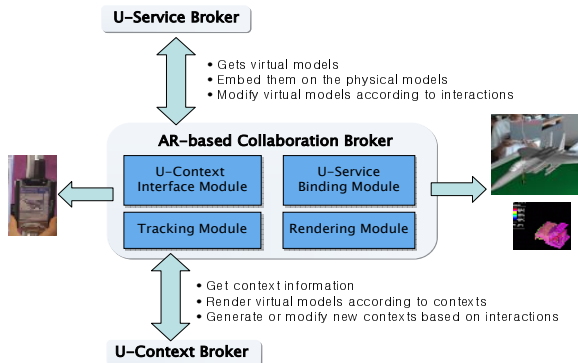 U-Service Broker
• Gets virtual models
• Embed them on the physical models
• Modify virtual models according to interactions
AR-based Collaboration Broker
U-Context
Interface Module
U-Service
Binding Module
Tracking Module
Rendering Module
• Get context information
• Render virtual models according to contexts
• Generate or modify new contexts based on interactions
U-Context Broker